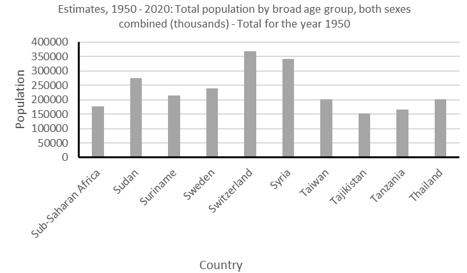 Estimates, 1950 - 2020: Total population by broad age group, both sexes
combined (thousands) - Total for the year 1950
400000
350000
300000
250000
200000
150000
100000
50000
0
Population
Sub-Saharan Africa
Sudan
Suriname
Sweden
Switzerland
Syria
Taiwan
Tajikistan
Tanzania
Thailand
Country